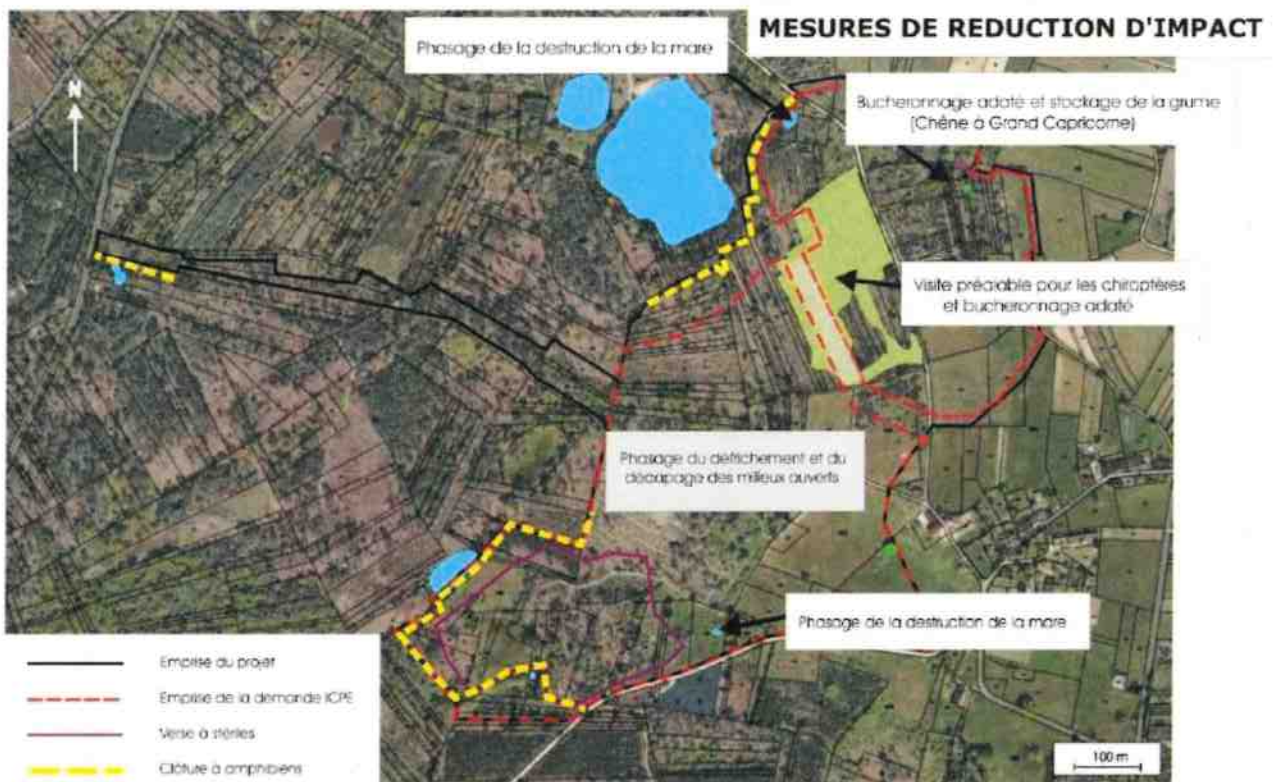 MESURES DE REDUCTION D'IMPACT
Phasage de la destruction de la mare
N
Bucheronnage adaté et stockage de la grume
(Chêne à Grand Capricorne)
Visite préalable pour les chiroptères
et bucheronnage adaté
Phasage du défrichement et du
décapage des milieux ouverts
Phasage de la destruction de la mare
Emprise du projet
Emprise de la demande ICPE
Verse à stériles
Clôture à amphibiens
100 m